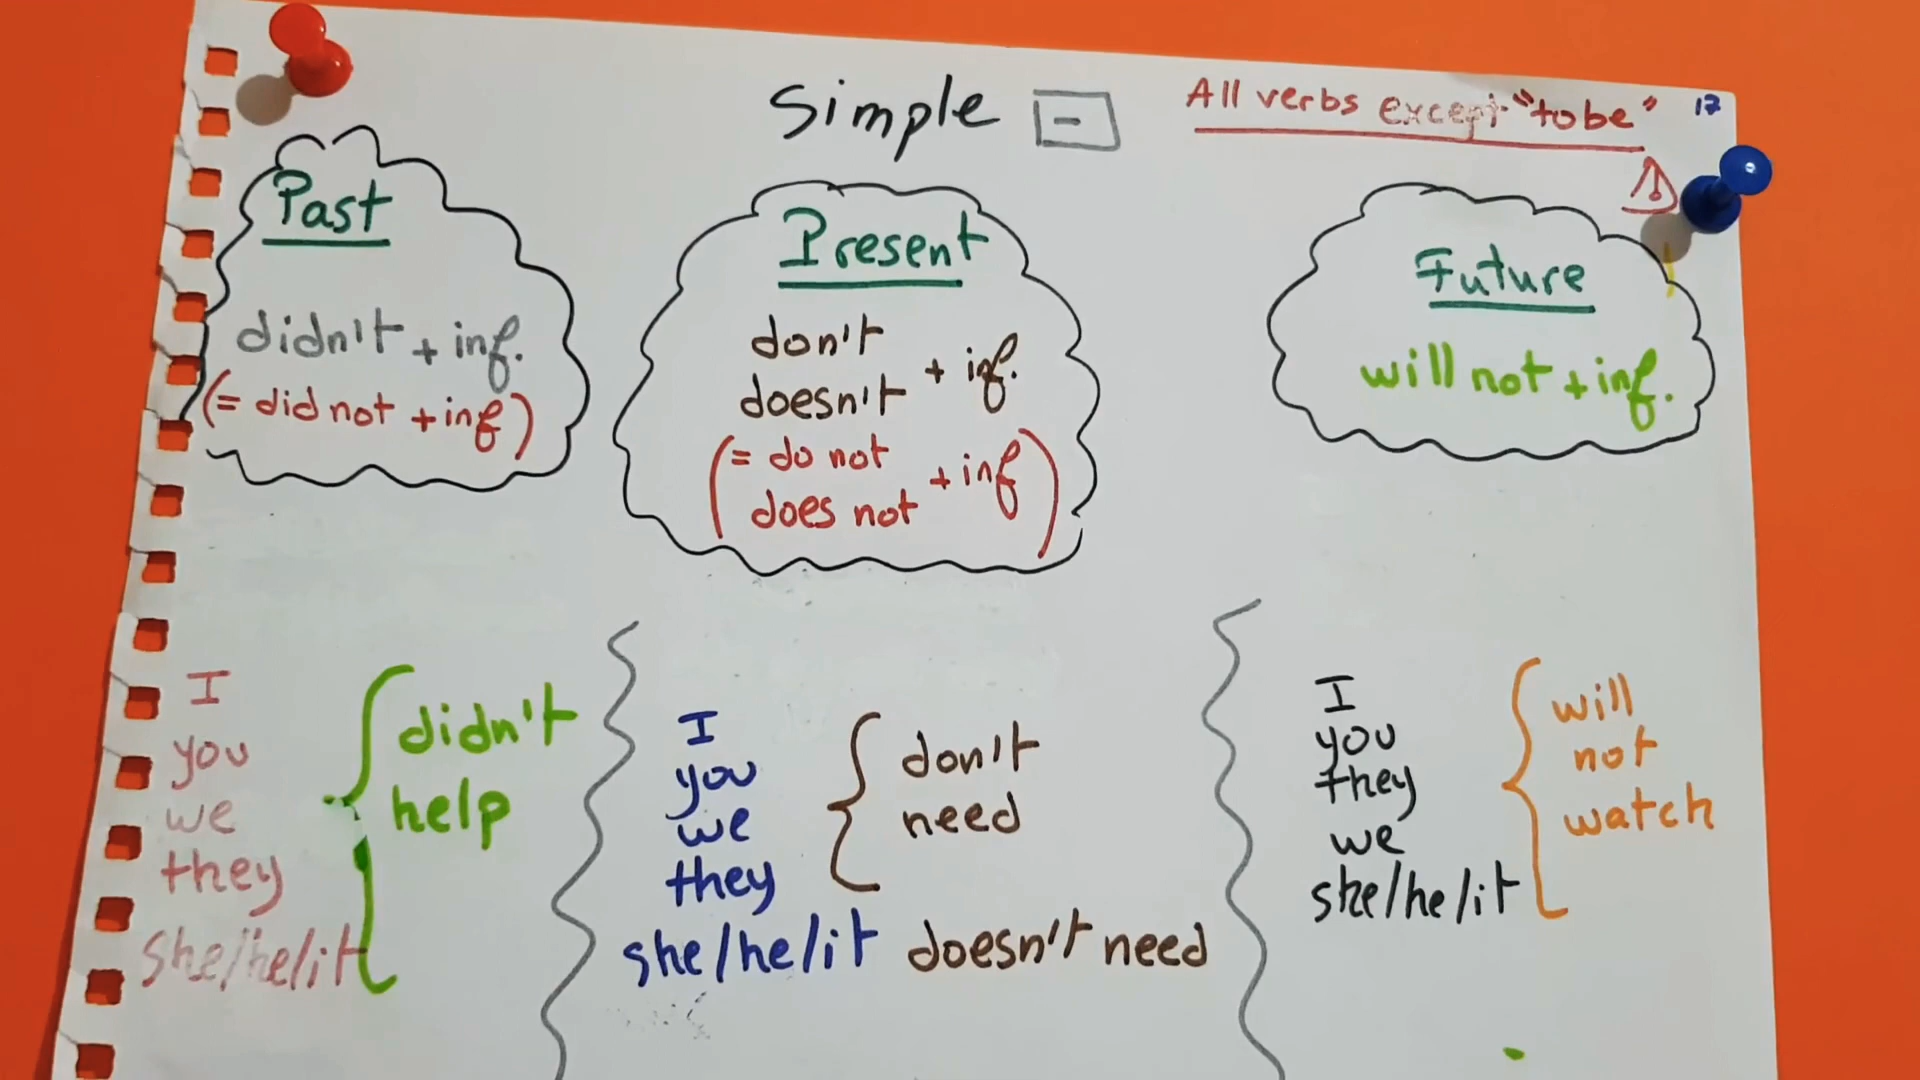 Simple -
All verbs except "to be"
12
Past
didn't + inf.
(= did not + inf)
Present
don't
doesn't + inf.
(= do not
does not + inf)
Future
will not + inf.
I
you
we
they
she/he/it
didn't
help
I
you
we
they
don't
need
she/he/it doesn't need
I
you
they
we
she/he/it
will
not
watch